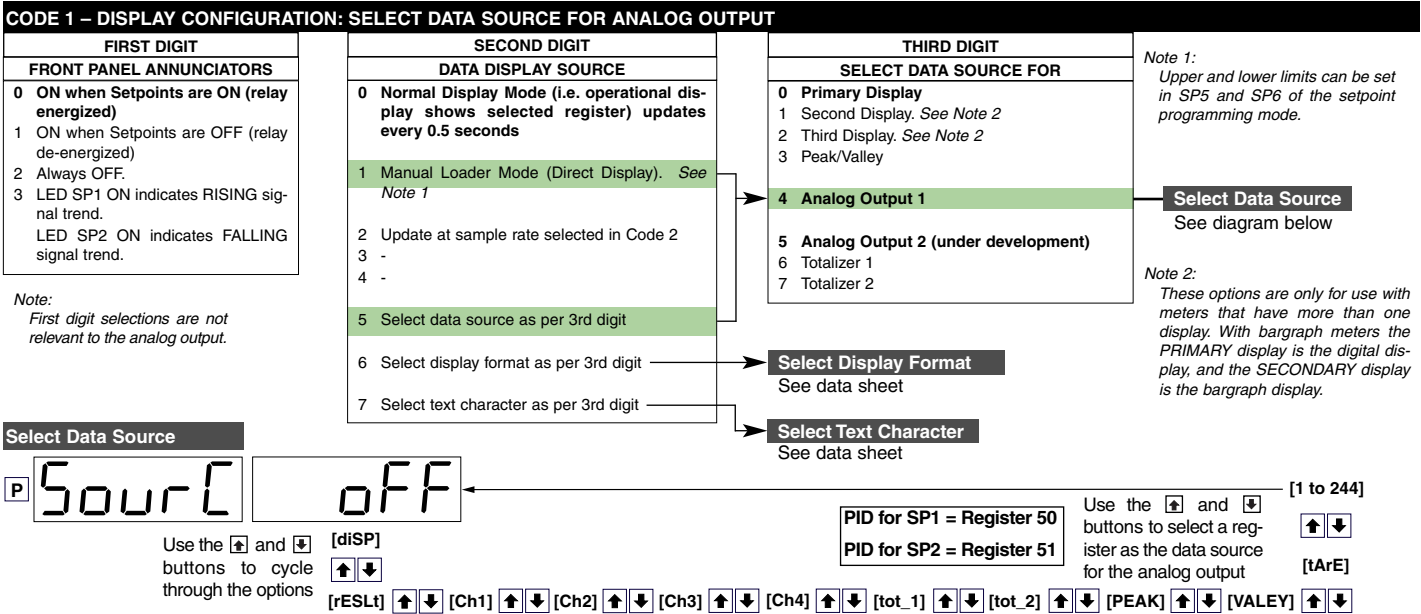 CODE 1 – DISPLAY CONFIGURATION: SELECT DATA SOURCE FOR ANALOG OUTPUT
FIRST DIGIT
FRONT PANEL ANNUNCIATORS
0 ON when Setpoints are ON (relay
energized)
1 ON when Setpoints are OFF (relay
de-energized)
2 Always OFF.
3 LED SP1 ON indicates RISING sig-
nal trend.
LED SP2 ON indicates FALLING
signal trend.
Note:
First digit selections are not
relevant to the analog output.
SECOND DIGIT
DATA DISPLAY SOURCE
0 Normal Display Mode (i.e. operational dis-
play shows selected register) updates
every 0.5 seconds
1 Manual Loader Mode (Direct Display). See
Note 1
2 Update at sample rate selected in Code 2
3 -
4 -
5 Select data source as per 3rd digit
6 Select display format as per 3rd digit
7 Select text character as per 3rd digit
THIRD DIGIT
SELECT DATA SOURCE FOR
0 Primary Display
1 Second Display. See Note 2
2 Third Display. See Note 2
3 Peak/Valley
4 Analog Output 1
5 Analog Output 2 (under development)
6 Totalizer 1
7 Totalizer 2
Select Display Format
See data sheet
Select Text Character
See data sheet
Note 1:
Upper and lower limits can be set
in SP5 and SP6 of the setpoint
programming mode.
Select Data Source
See diagram below
Note 2:
These options are only for use with
meters that have more than one
display. With bargraph meters the
PRIMARY display is the digital dis-
play, and the SECONDARY display
is the bargraph display.
Select Data Source
P SourC oFF
[1 to 244]
Use the and
buttons to cycle
through the options
[diSP]
PID for SP1 = Register 50
PID for SP2 = Register 51
Use the and
buttons to select a reg-
ister as the data source
for the analog output
[tArE]
[rESLt] [Ch1] [Ch2] [Ch3] [Ch4] [tot_1] [tot_2] [PEAK] [VALEY]